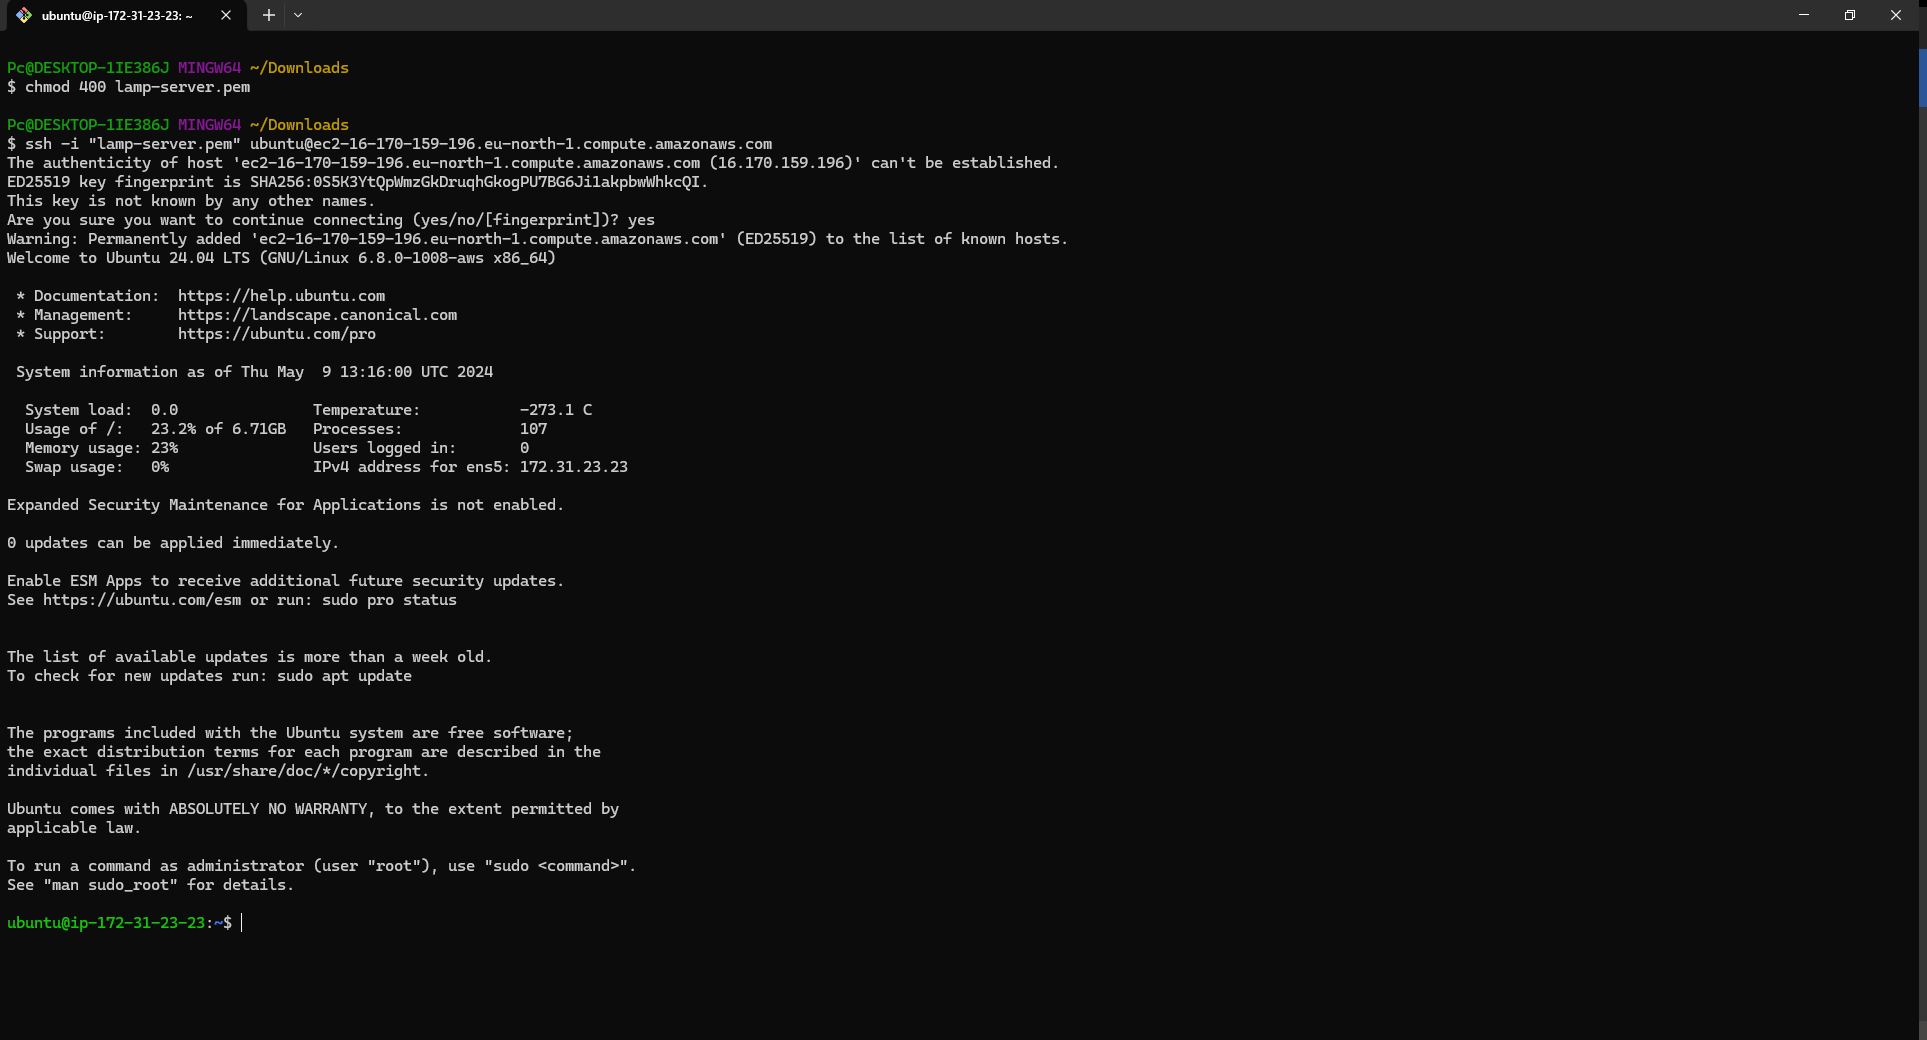 ubuntu@ip-172-31-23-23: ~
Pc@DESKTOP-1IE386J MINGW64 ~/Downloads
$ chmod 400 lamp-server.pem
Pc@DESKTOP-1IE386J MINGW64 ~/Downloads
$ ssh -i "lamp-server.pem" ubuntu@ec2-16-170-159-196.eu-north-1.compute.amazonaws.com
The authenticity of host 'ec2-16-170-159-196.eu-north-1.compute.amazonaws.com (16.170.159.196)' can't be established.
ED25519 key fingerprint is SHA256:0S5K3YtQpWmzGkDruqhGkogPU7BG6Ji1akpbwWhkcQI.
This key is not known by any other names.
Are you sure you want to continue connecting (yes/no/[fingerprint])? yes
Warning: Permanently added 'ec2-16-170-159-196.eu-north-1.compute.amazonaws.com' (ED25519) to the list of known hosts.
Welcome to Ubuntu 24.04 LTS (GNU/Linux 6.8.0-1008-aws x86_64)
* Documentation:  https://help.ubuntu.com
* Management:     https://landscape.canonical.com
* Support:        https://ubuntu.com/pro
System information as of Thu May  9 13:16:00 UTC 2024
System load:  0.0               Temperature:           -273.1 C
Usage of /:   23.2% of 6.71GB   Processes:             107
Memory usage: 23%               Users logged in:       0
Swap usage:   0%                IPv4 address for ens5: 172.31.23.23
Expanded Security Maintenance for Applications is not enabled.
0 updates can be applied immediately.
Enable ESM Apps to receive additional future security updates.
See https://ubuntu.com/esm or run: sudo pro status
The list of available updates is more than a week old.
To check for new updates run: sudo apt update
The programs included with the Ubuntu system are free software;
the exact distribution terms for each program are described in the
individual files in /usr/share/doc/*/copyright.
Ubuntu comes with ABSOLUTELY NO WARRANTY, to the extent permitted by
applicable law.
To run a command as administrator (user "root"), use "sudo <command>".
See "man sudo_root" for details.
ubuntu@ip-172-31-23-23:~$